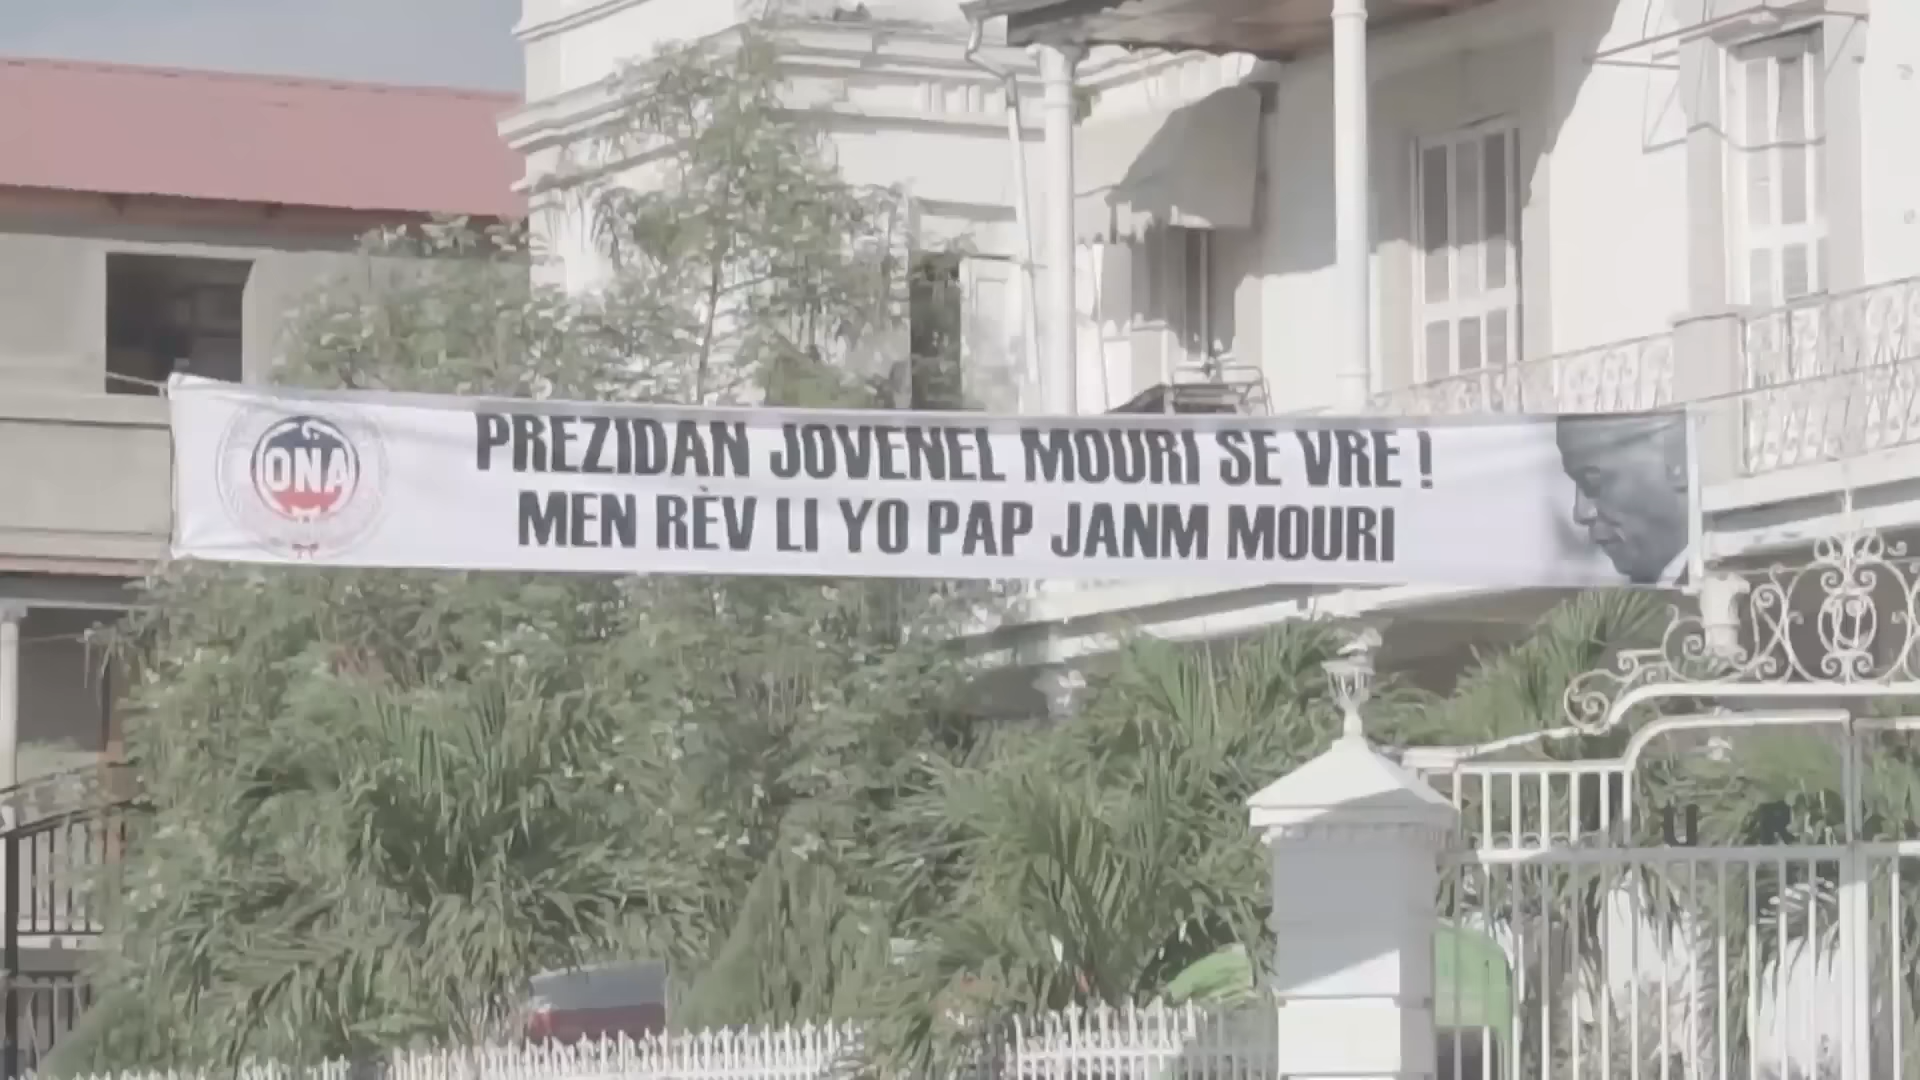 ONA
PREZIDAN JOVENEL MOURI SE VRE !
MEN RÈV LI YO PAP JANM MOURI